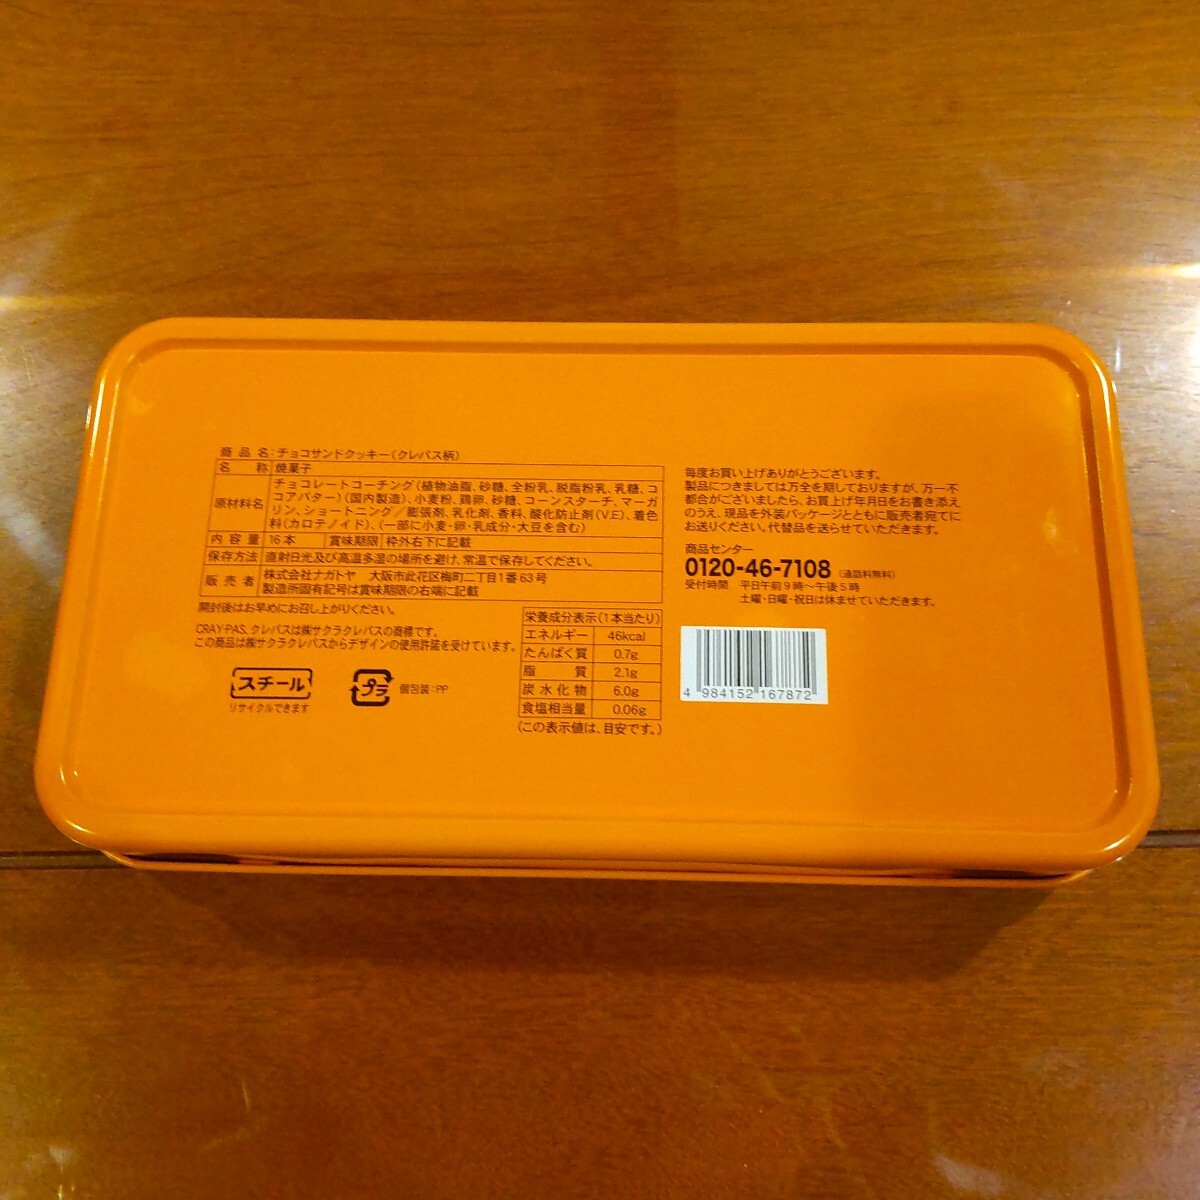 商品名:チョコサンドクッキー(クレパス柄)
名称 焼菓子
原材料名 チョコレートコーチング(植物油脂、砂糖、全粉乳、脱脂粉乳、乳糖、コ
コアバター)(国内製造)、小麦粉、鶏卵、砂糖、コーンスターチ、マーガ
リン、ショートニング/膨張剤、乳化剤、香料、酸化防止剤(V.E)、着色
料(カロテノイド)、(一部に小麦・卵・乳成分・大豆を含む)
内容量 16本 賞味期限 枠外右下に記載
保存方法 直射日光及び高温多湿の場所を避け、常温で保存してください。
販売者 株式会社ナガトヤ 大阪市此花区梅町二丁目1番63号
製造所固有記号は賞味期限の右端に記載
開封後はお早めにお召し上がりください。
CRAY-PAS、クレパスは㈱サクラクレパスの商標です。
この商品は㈱サクラクレパスからデザインの使用許諾を受けています。
スチール
リサイクルできます
プラ 個包装:PP
栄養成分表示(1本当たり)
エネルギー 46kcal
たんぱく質 0.7g
脂質 2.1g
炭水化物 6.0g
食塩相当量 0.06g
(この表示値は、目安です。)
毎度お買い上げありがとうございます。
製品につきましては万全を期しておりますが、万一不
都合がございましたら、お買上げ年月日をお書き添え
のうえ、現品を外装パッケージとともに販売者宛てに
お送りください。代替品を送らせていただきます。
商品センター
0120-46-7108 (通話料無料)
受付時間 平日午前9時〜午後5時
土曜・日曜・祝日は休ませていただきます。
4 984152 167872